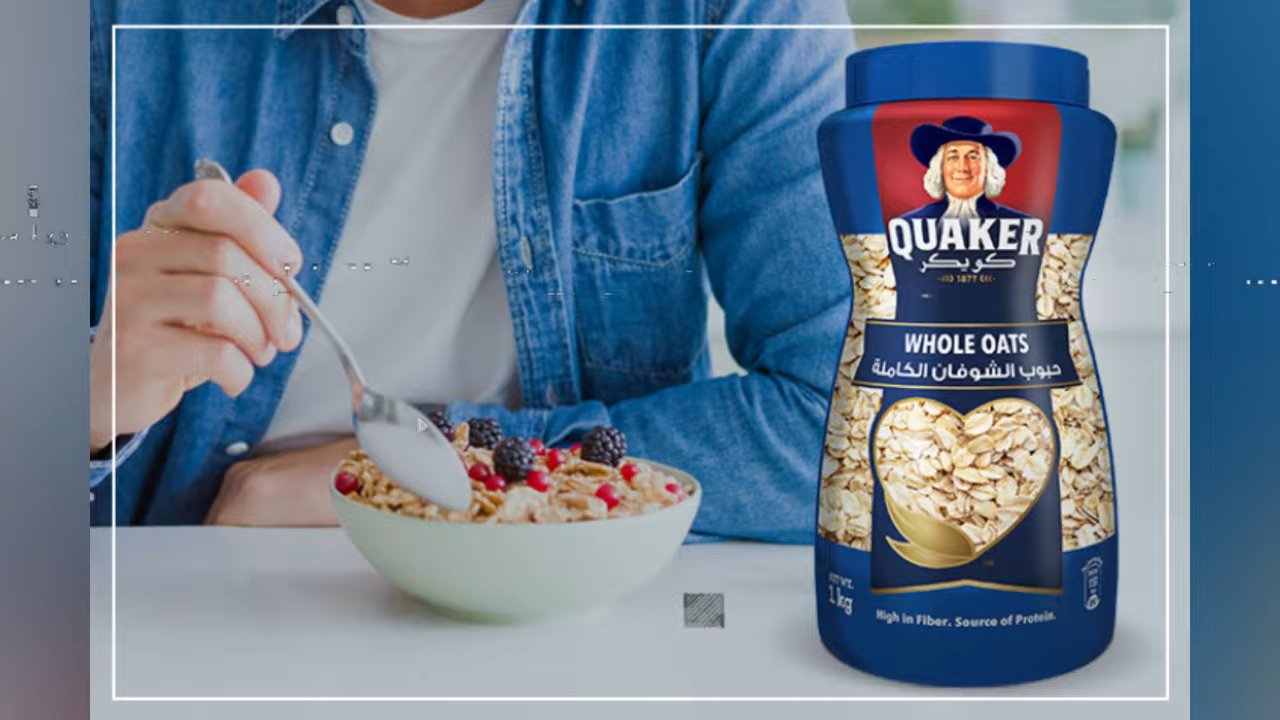 QUAKER
كويكر
1877
WHOLE OATS
حبوب الشوفان الكاملة
NET WT.
1 kg
High in Fiber. Source of Protein.